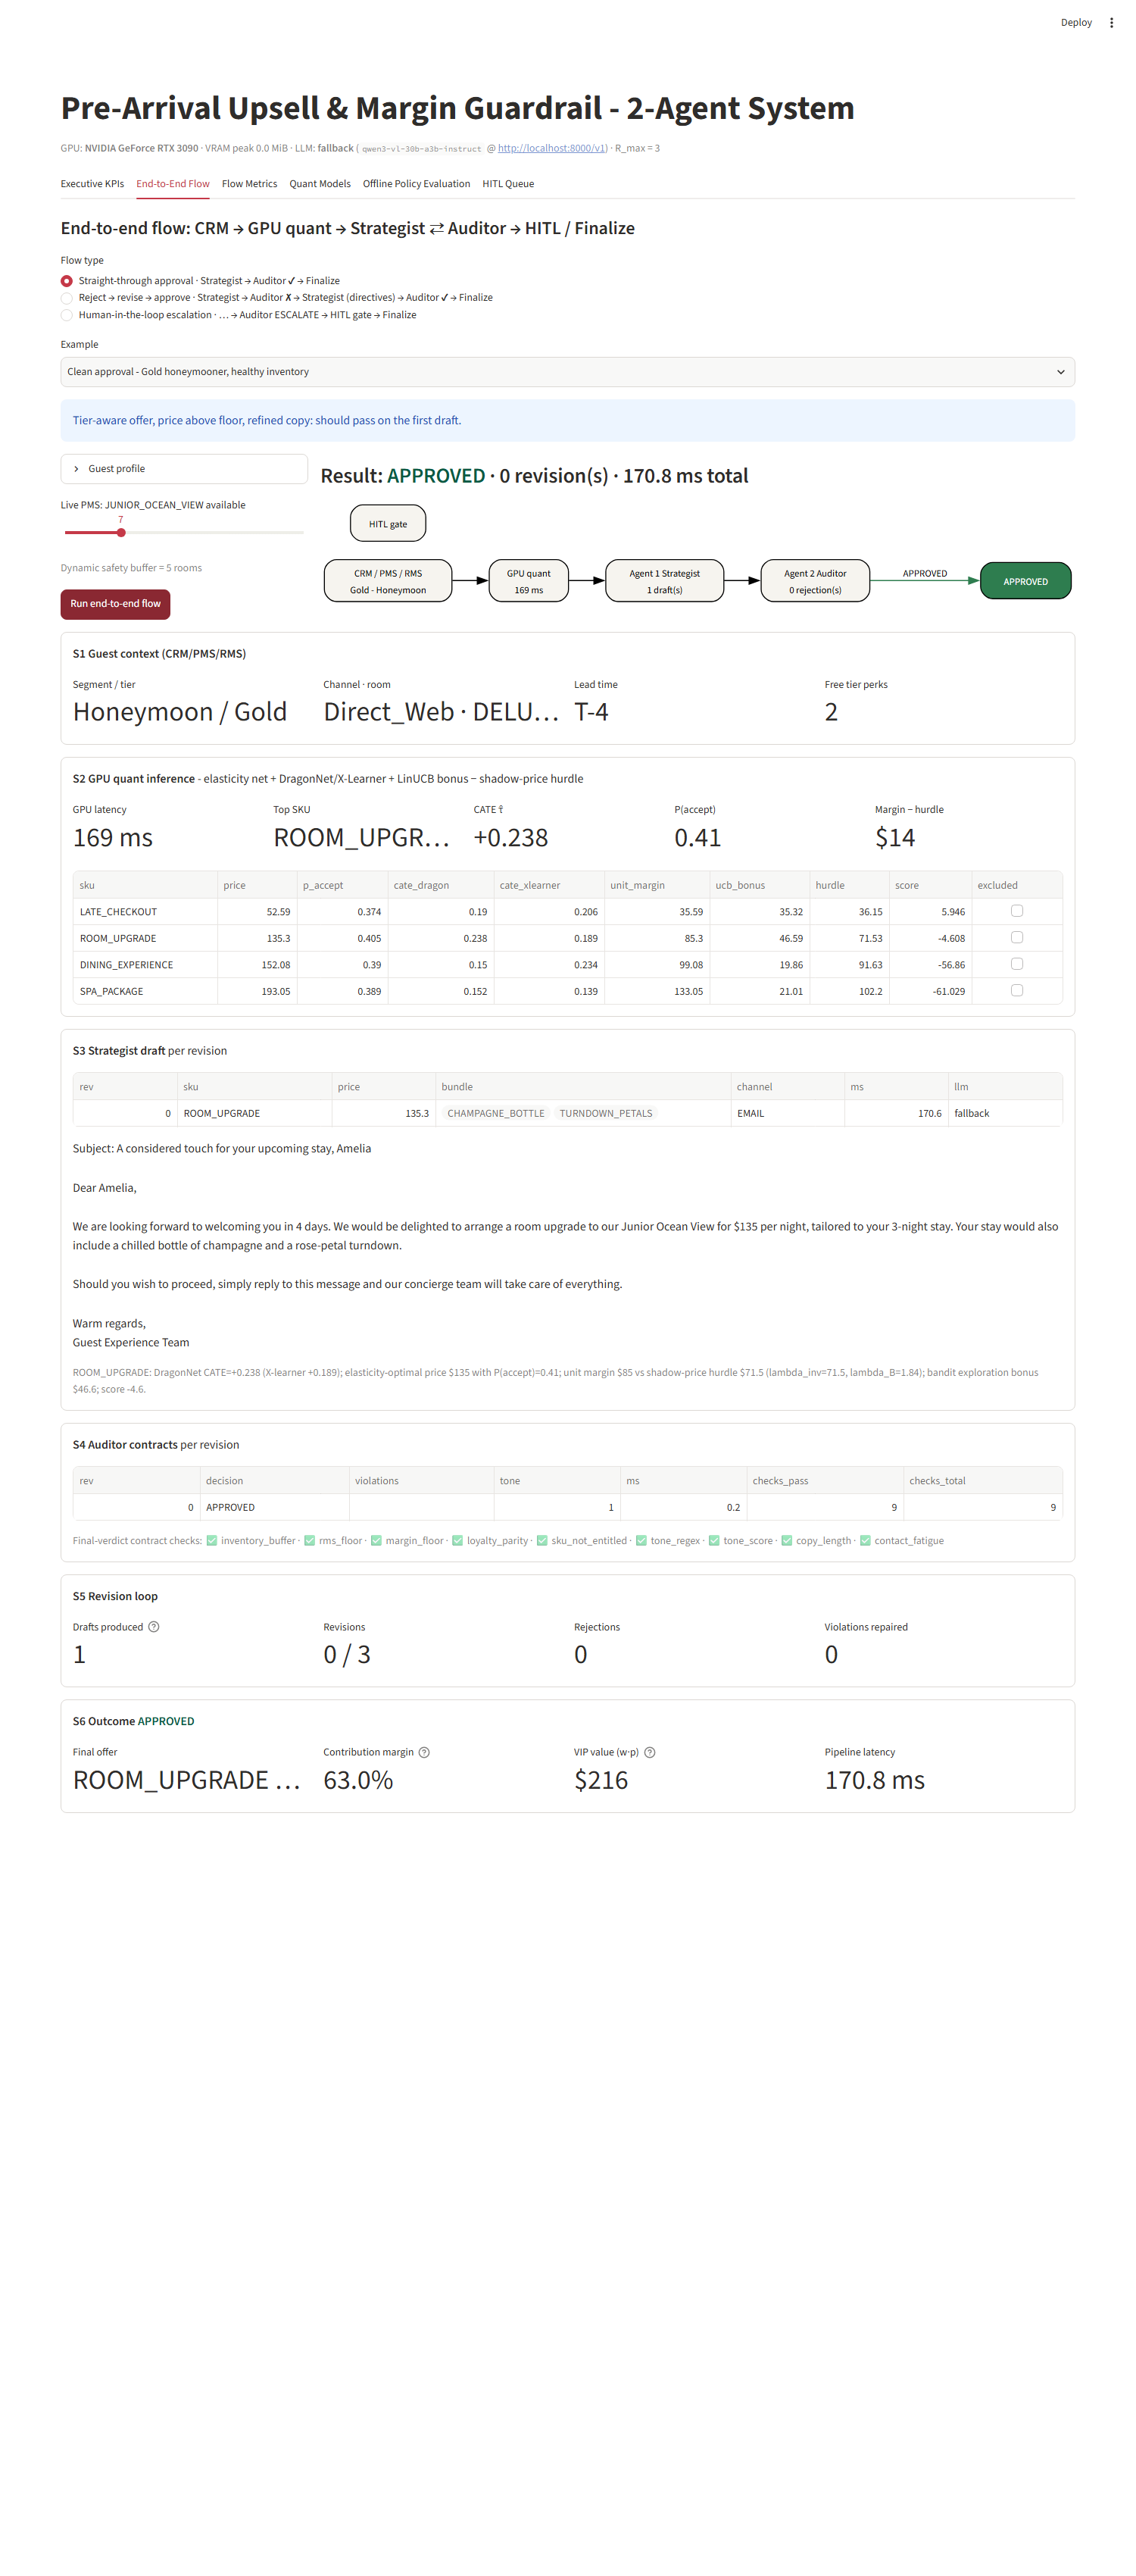 Deploy
Pre-Arrival Upsell & Margin Guardrail - 2-Agent System
GPU: NVIDIA GeForce RTX 3090 · VRAM peak 0.0 MiB · LLM: fallback ( qwen3-vl-30b-a3b-instruct @ http://localhost:8000/v1) · R_max = 3
Executive KPIs End-to-End Flow Flow Metrics Quant Models Offline Policy Evaluation HITL Queue
End-to-end flow: CRM → GPU quant → Strategist ⇄ Auditor → HITL / Finalize
Flow type
Straight-through approval · Strategist → Auditor ✓ → Finalize
Reject → revise → approve · Strategist → Auditor ✗ → Strategist (directives) → Auditor ✓ → Finalize
Human-in-the-loop escalation · … → Auditor ESCALATE → HITL gate → Finalize
Example
Clean approval - Gold honeymooner, healthy inventory
Tier-aware offer, price above floor, refined copy: should pass on the first draft.
Guest profile
Live PMS: JUNIOR_OCEAN_VIEW available
7
Dynamic safety buffer = 5 rooms
Run end-to-end flow
Result: APPROVED · 0 revision(s) · 170.8 ms total
HITL gate
CRM / PMS / RMS
Gold - Honeymoon
GPU quant
169 ms
Agent 1 Strategist
1 draft(s)
Agent 2 Auditor
0 rejection(s)
APPROVED
APPROVED
S1 Guest context (CRM/PMS/RMS)
Segment / tier Channel · room Lead time Free tier perks
Honeymoon / Gold Direct_Web · DELU… T-4 2
S2 GPU quant inference - elasticity net + DragonNet/X-Learner + LinUCB bonus − shadow-price hurdle
GPU latency Top SKU CATE τ̂ P(accept) Margin − hurdle
169 ms ROOM_UPGR… +0.238 0.41 $14
sku price p_accept cate_dragon cate_xlearner unit_margin ucb_bonus hurdle score excluded
LATE_CHECKOUT 52.59 0.374 0.19 0.206 35.59 35.32 36.15 5.946
ROOM_UPGRADE 135.3 0.405 0.238 0.189 85.3 46.59 71.53 -4.608
DINING_EXPERIENCE 152.08 0.39 0.15 0.234 99.08 19.86 91.63 -56.86
SPA_PACKAGE 193.05 0.389 0.152 0.139 133.05 21.01 102.2 -61.029
S3 Strategist draft per revision
rev sku price bundle channel ms llm
0 ROOM_UPGRADE 135.3 CHAMPAGNE_BOTTLE TURNDOWN_PETALS EMAIL 170.6 fallback
Subject: A considered touch for your upcoming stay, Amelia
Dear Amelia,
We are looking forward to welcoming you in 4 days. We would be delighted to arrange a room upgrade to our Junior Ocean View for $135 per night, tailored to your 3-night stay. Your stay would also
include a chilled bottle of champagne and a rose-petal turndown.
Should you wish to proceed, simply reply to this message and our concierge team will take care of everything.
Warm regards,
Guest Experience Team
ROOM_UPGRADE: DragonNet CATE=+0.238 (X-learner +0.189); elasticity-optimal price $135 with P(accept)=0.41; unit margin $85 vs shadow-price hurdle $71.5 (lambda_inv=71.5, lambda_B=1.84); bandit exploration bonus
$46.6; score -4.6.
S4 Auditor contracts per revision
rev decision violations tone ms checks_pass checks_total
0 APPROVED 1 0.2 9 9
Final-verdict contract checks: ✅ inventory_buffer · ✅ rms_floor · ✅ margin_floor · ✅ loyalty_parity · ✅ sku_not_entitled · ✅ tone_regex · ✅ tone_score · ✅ copy_length · ✅ contact_fatigue
S5 Revision loop
Drafts produced Revisions Rejections Violations repaired
1 0 / 3 0 0
S6 Outcome APPROVED
Final offer Contribution margin VIP value (w·p) Pipeline latency
ROOM_UPGRADE … 63.0% $216 170.8 ms